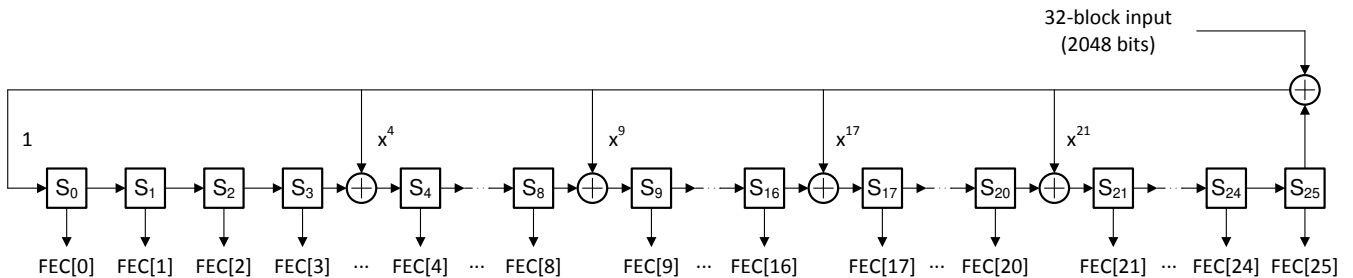 32-block input
(2048 bits)
1 x⁴ x⁹ x¹⁷ x²¹
S₀ S₁ S₂ S₃ S₄ ··· S₈ S₉ ··· S₁₆ S₁₇ ··· S₂₀ S₂₁ ··· S₂₄ S₂₅
FEC[0] FEC[1] FEC[2] FEC[3] ··· FEC[4] ··· FEC[8] FEC[9] ··· FEC[16] FEC[17] ··· FEC[20] FEC[21] ··· FEC[24] FEC[25]